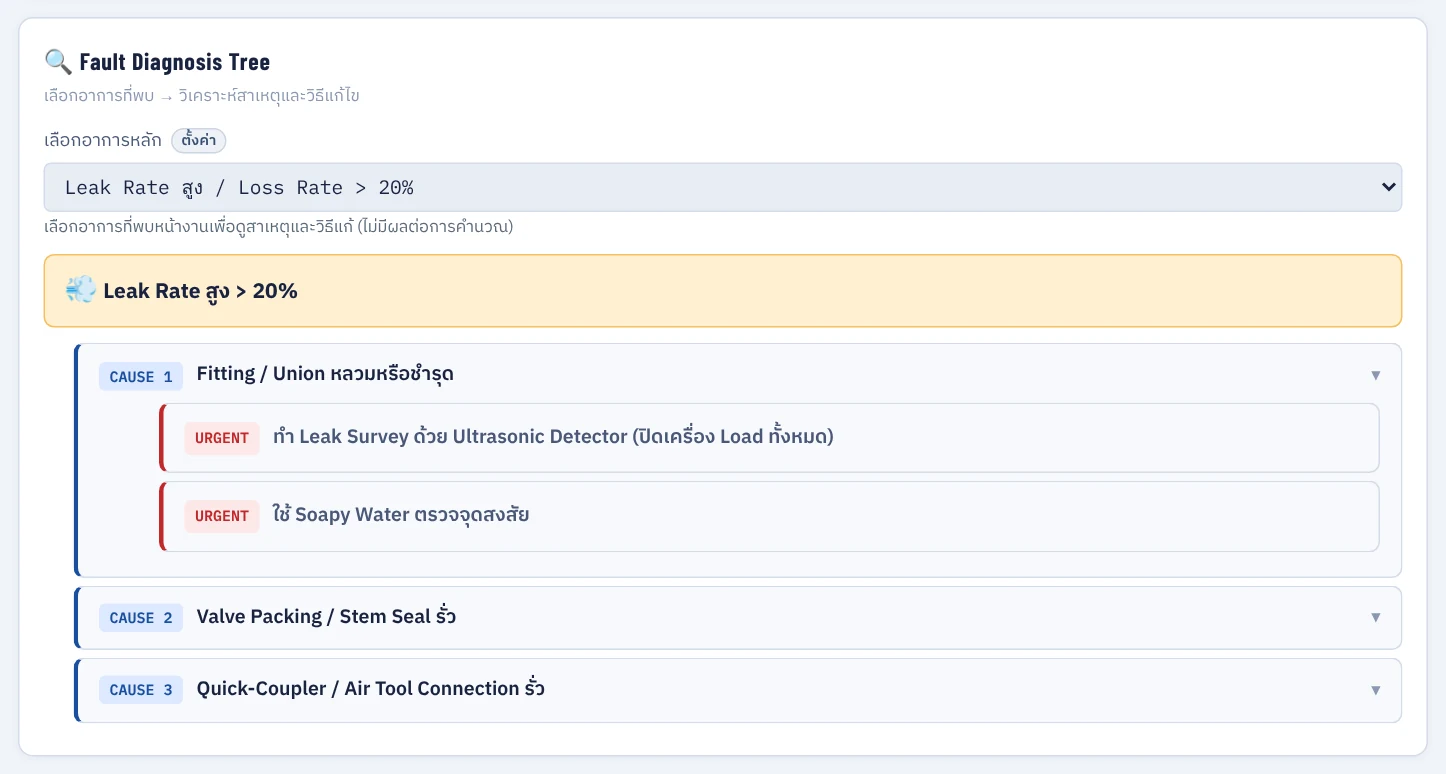 Fault Diagnosis Tree
เลือกอาการที่พบ → วิเคราะห์สาเหตุและวิธีแก้ไข
เลือกอาการหลัก ตั้งค่า
Leak Rate สูง / Loss Rate > 20%
เลือกอาการที่พบหน้างานเพื่อดูสาเหตุและวิธีแก้ (ไม่มีผลต่อการคำนวณ)
Leak Rate สูง > 20%
CAUSE 1 Fitting / Union หลวมหรือชำรุด
URGENT ทำ Leak Survey ด้วย Ultrasonic Detector (ปิดเครื่อง Load ทั้งหมด)
URGENT ใช้ Soapy Water ตรวจจุดสงสัย
CAUSE 2 Valve Packing / Stem Seal รั่ว
CAUSE 3 Quick-Coupler / Air Tool Connection รั่ว